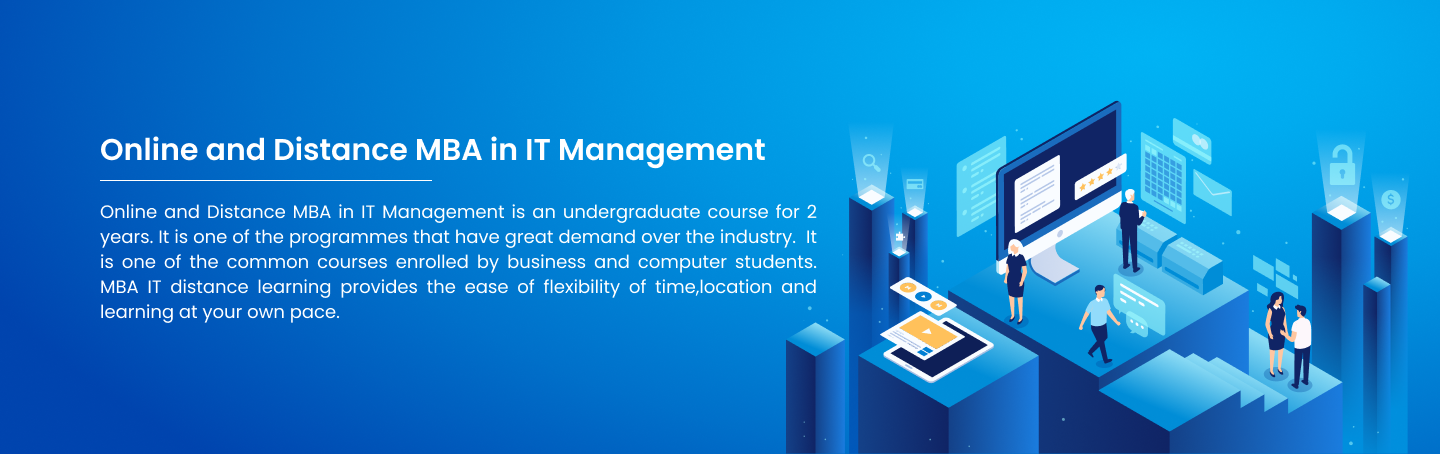 Online and Distance MBA in IT Management
Online and Distance MBA in IT Management is an undergraduate course for 2
years. It is one of the programmes that have great demand over the industry.  It
is one of the common courses enrolled by business and computer students.
MBA IT distance learning provides the ease of flexibility of time,location and
learning at your own pace.
$